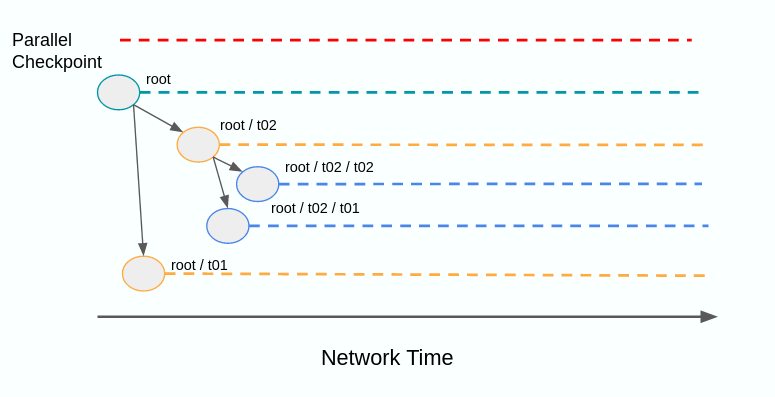 Parallel
Checkpoint
root
root / t02
root / t02 / t02
root / t02 / t01
root / t01
Network Time